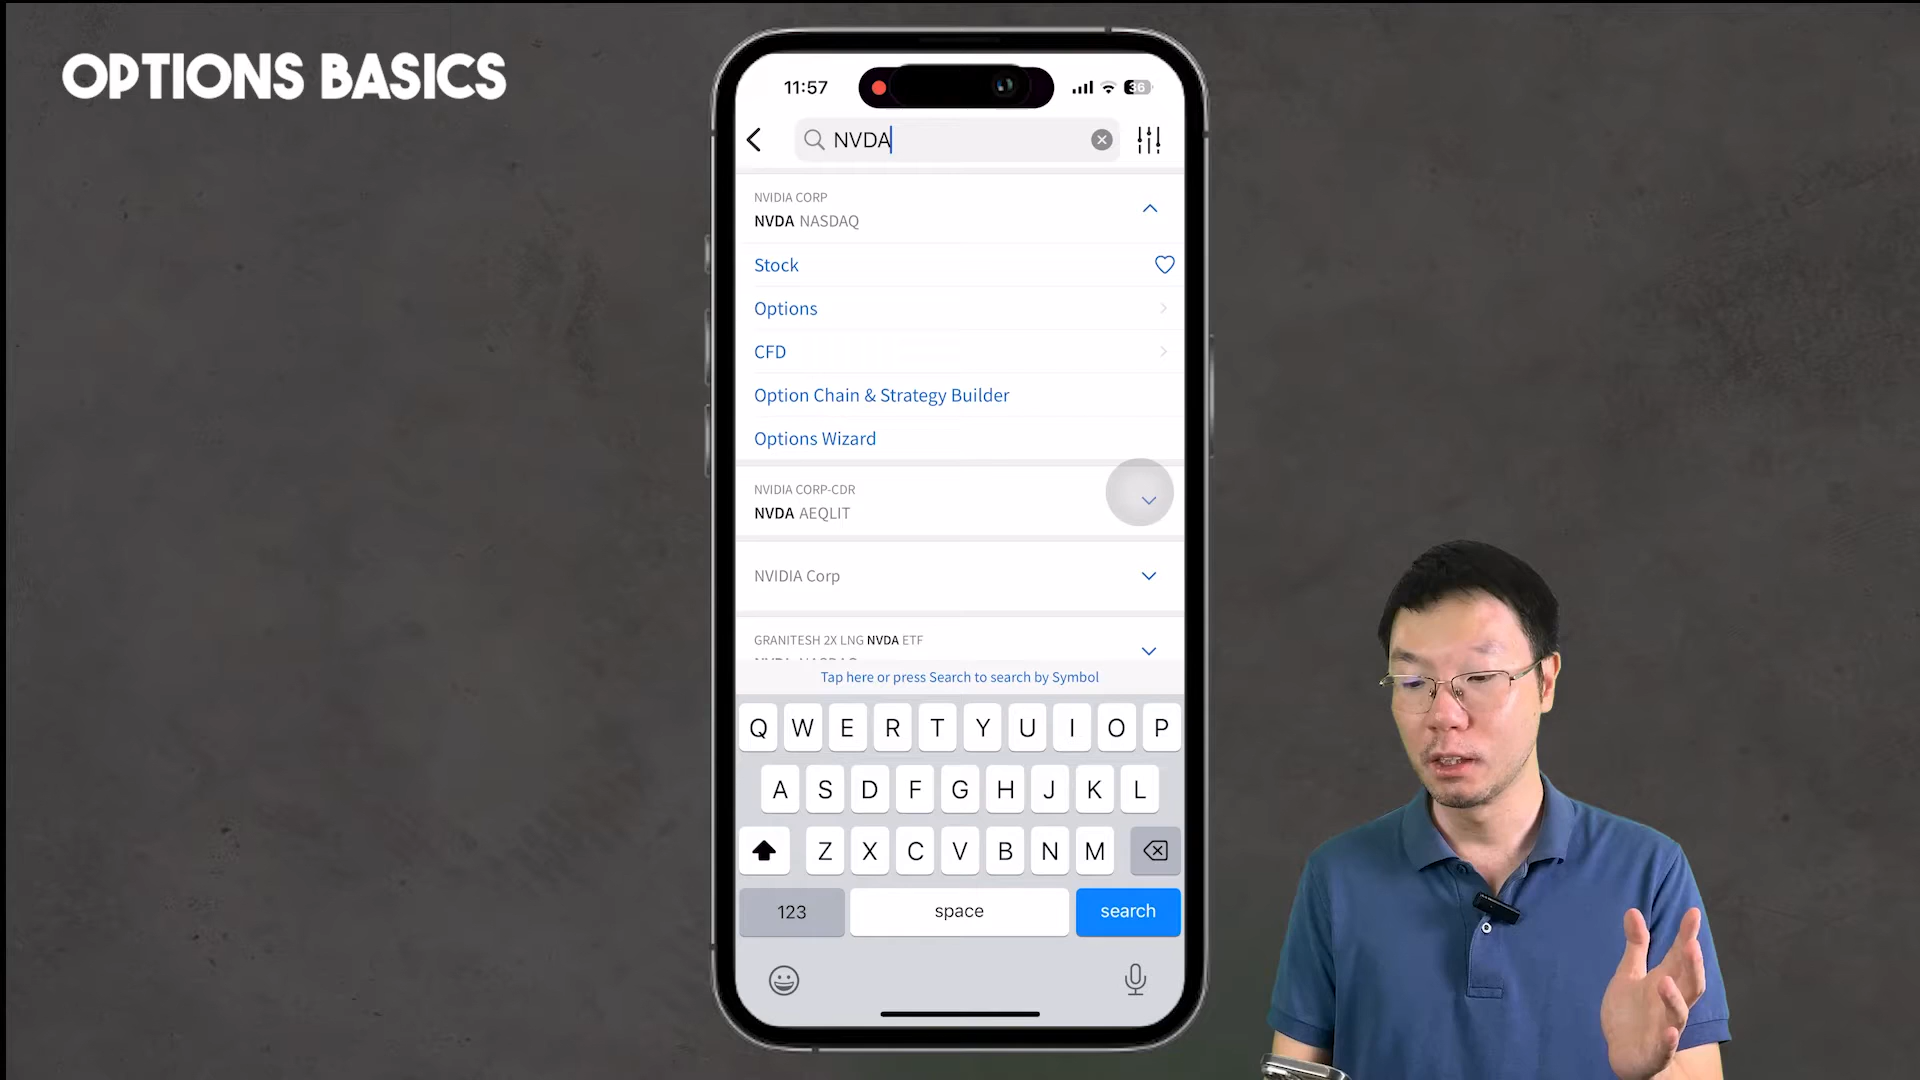 OPTIONS BASICS
11:57
36
NVDA
NVIDIA CORP
NVDA NASDAQ
Stock
Options
CFD
Option Chain & Strategy Builder
Options Wizard
NVIDIA CORP-CDR
NVDA AEQLIT
NVIDIA Corp
GRANITESH 2X LNG NVDA ETF
Tap here or press Search to search by Symbol
Q W E R T Y U I O P
A S D F G H J K L
Z X C V B N M
123 space search